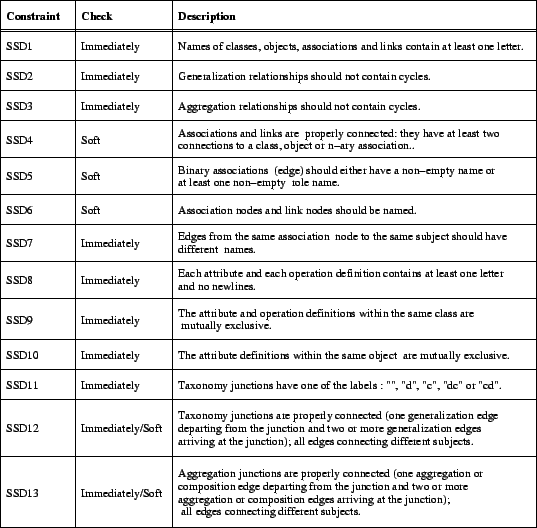 Constraint Check Description
SSD1 Immediately Names of classes, objects, associations and links contain at least one letter.
SSD2 Immediately Generalization relationships should not contain cycles.
SSD3 Immediately Aggregation relationships should not contain cycles.
SSD4 Soft Associations and links are properly connected: they have at least two
connections to a class, object or n–ary association..
SSD5 Soft Binary associations (edge) should either have a non–empty name or
at least one non–empty role name.
SSD6 Soft Association nodes and link nodes should be named.
SSD7 Immediately Edges from the same association node to the same subject should have
different names.
SSD8 Immediately Each attribute and each operation definition contains at least one letter
and no newlines.
SSD9 Immediately The attribute and operation definitions within the same class are
mutually exclusive.
SSD10 Immediately The attribute definitions within the same object are mutually exclusive.
SSD11 Immediately Taxonomy junctions have one of the labels : "", "d", "c", "dc" or "cd".
SSD12 Immediately/Soft Taxonomy junctions are properly connected (one generalization edge
departing from the junction and two or more generalization edges
arriving at the junction); all edges connecting different subjects.
SSD13 Immediately/Soft Aggregation junctions are properly connected (one aggregation or
composition edge departing from the junction and two or more
aggregation or composition edges arriving at the junction);
all edges connecting different subjects.